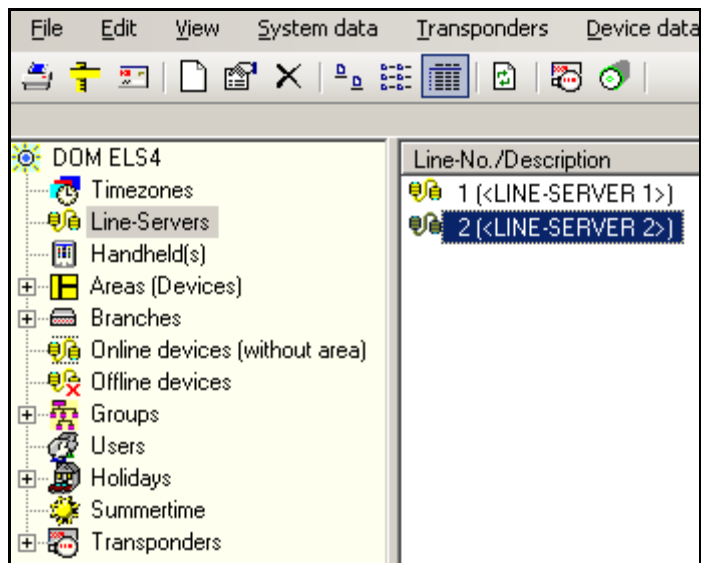 File Edit View System data Transponders Device data
DOM ELS4
Timezones
Line-Servers
Handheld(s)
Areas (Devices)
Branches
Online devices (without area)
Offline devices
Groups
Users
Holidays
Summertime
Transponders
Line-No./Description
1 (<LINE-SERVER 1>)
2 (<LINE-SERVER 2>)